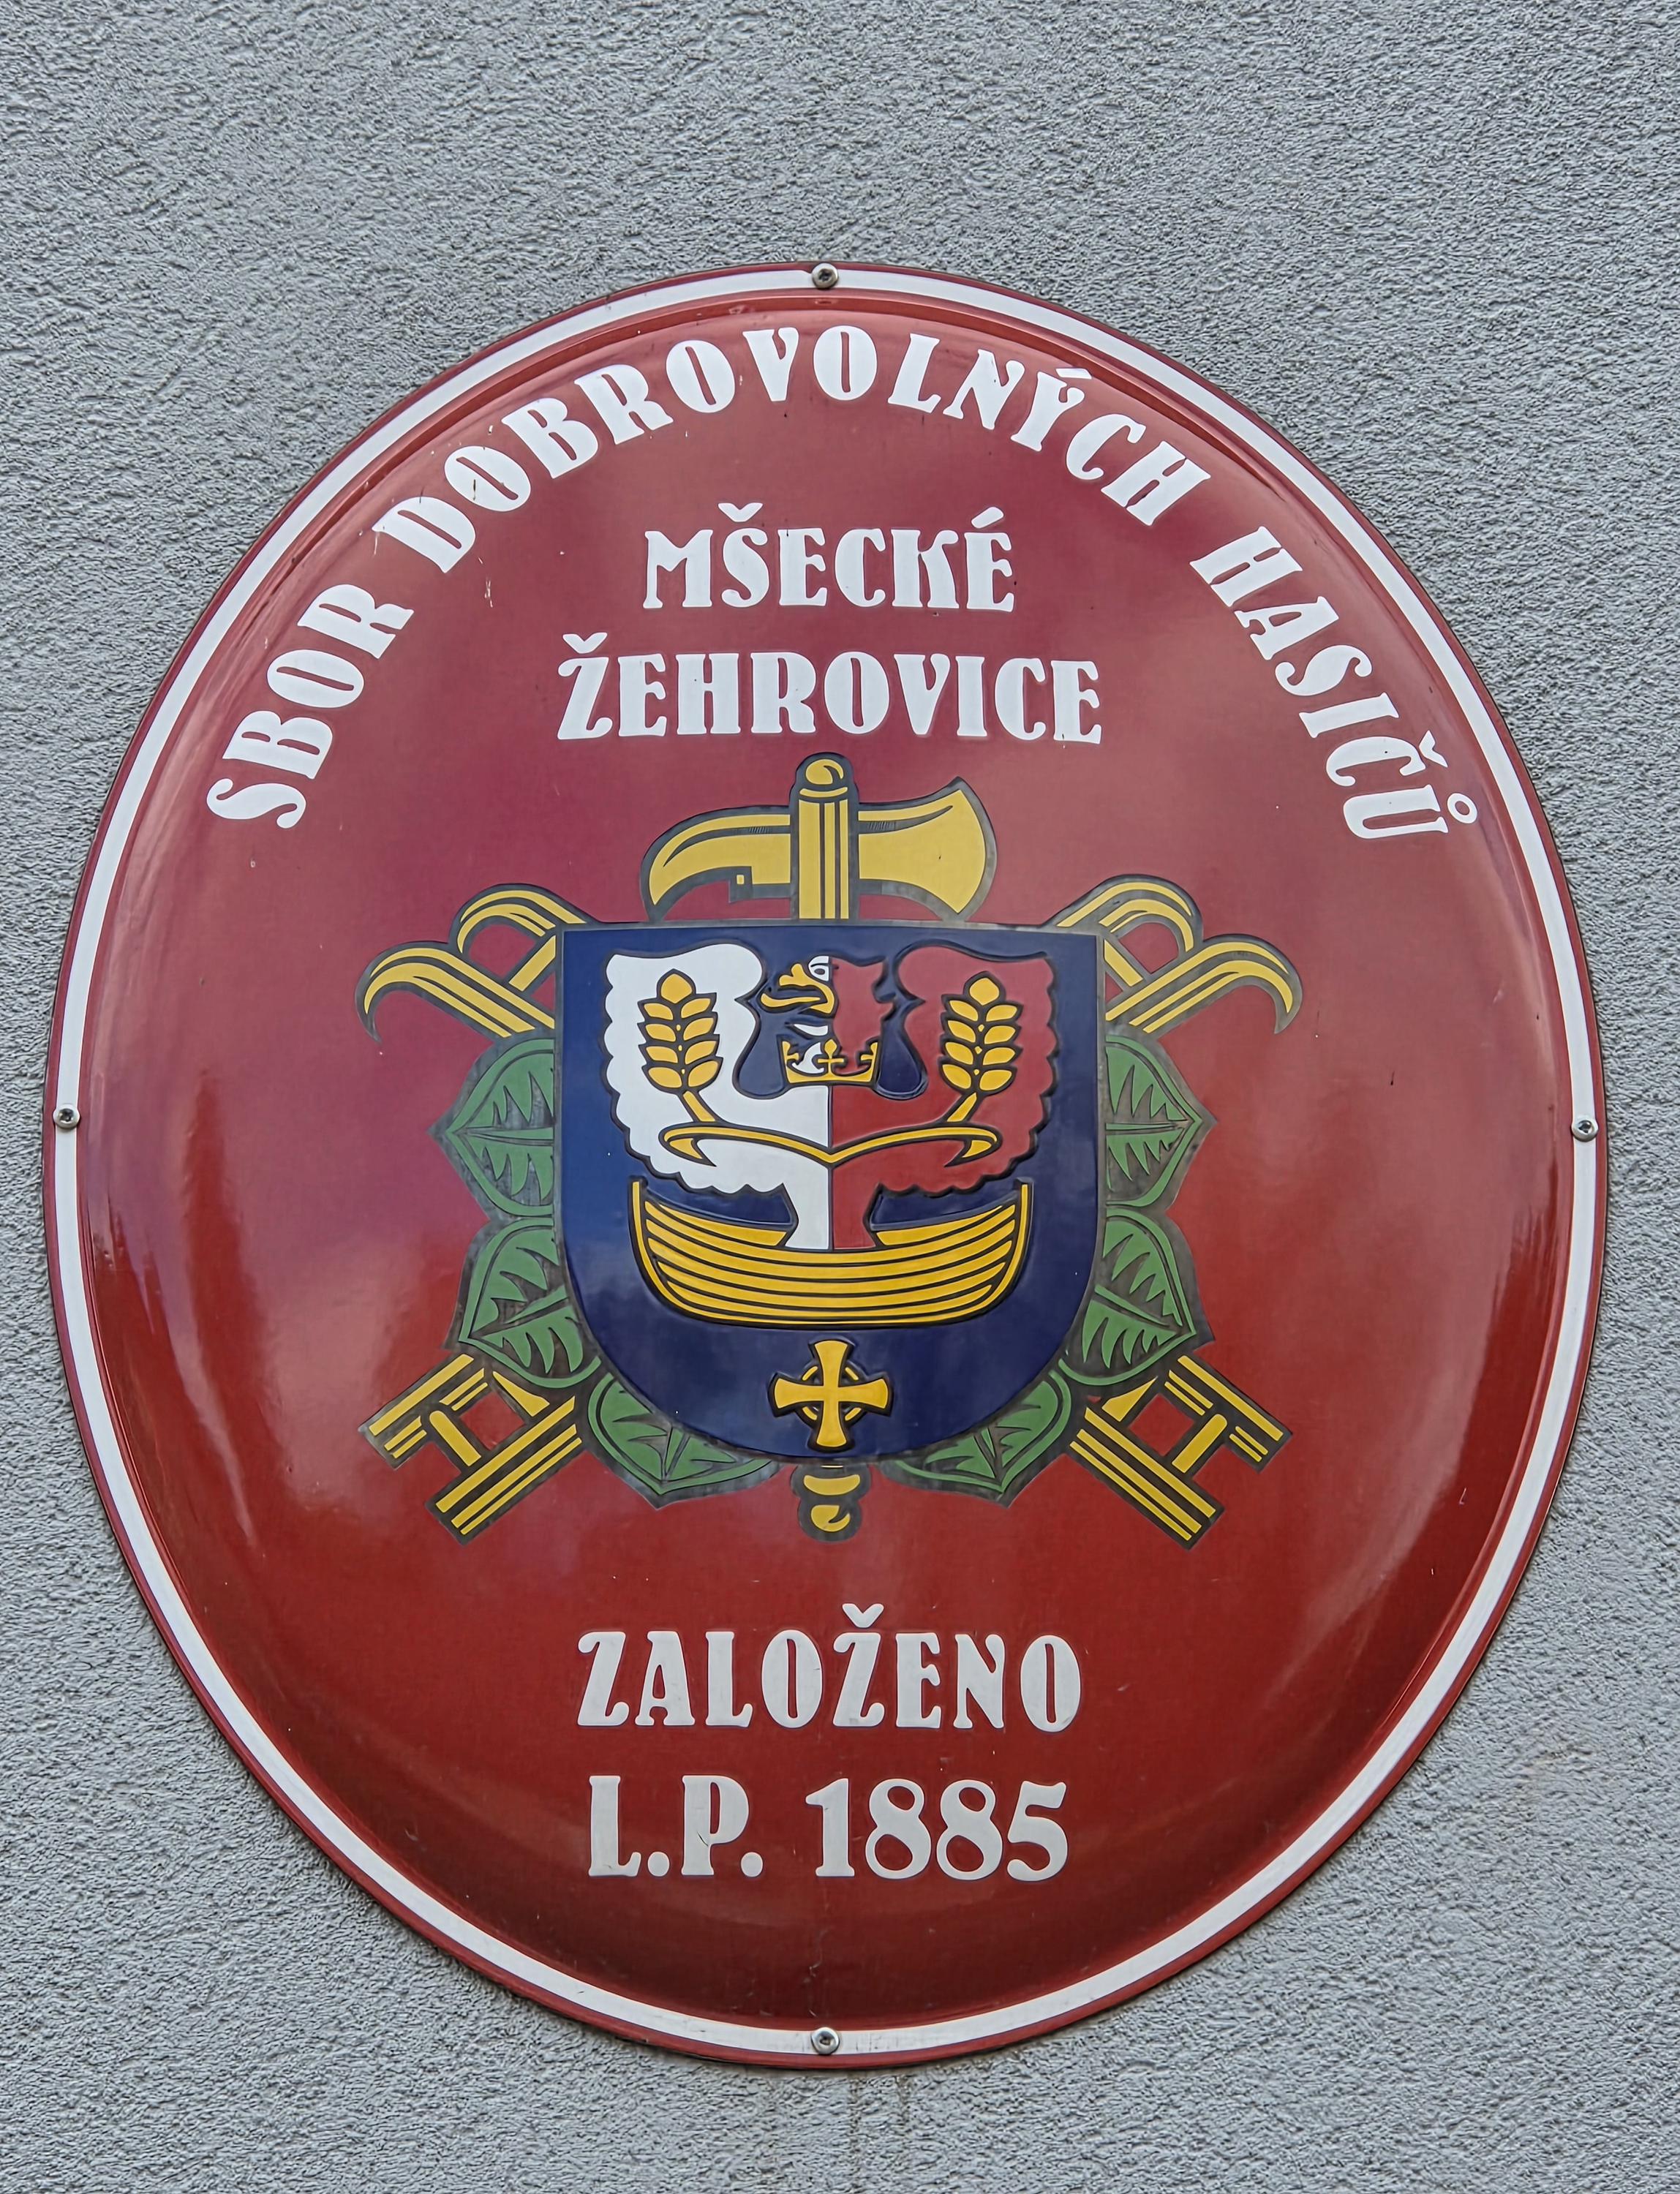 SBOR DOBROVOLNÝCH HASIČŮ
MŠECKÉ
ŽEHROVICE
ZALOŽENO
L.P. 1885